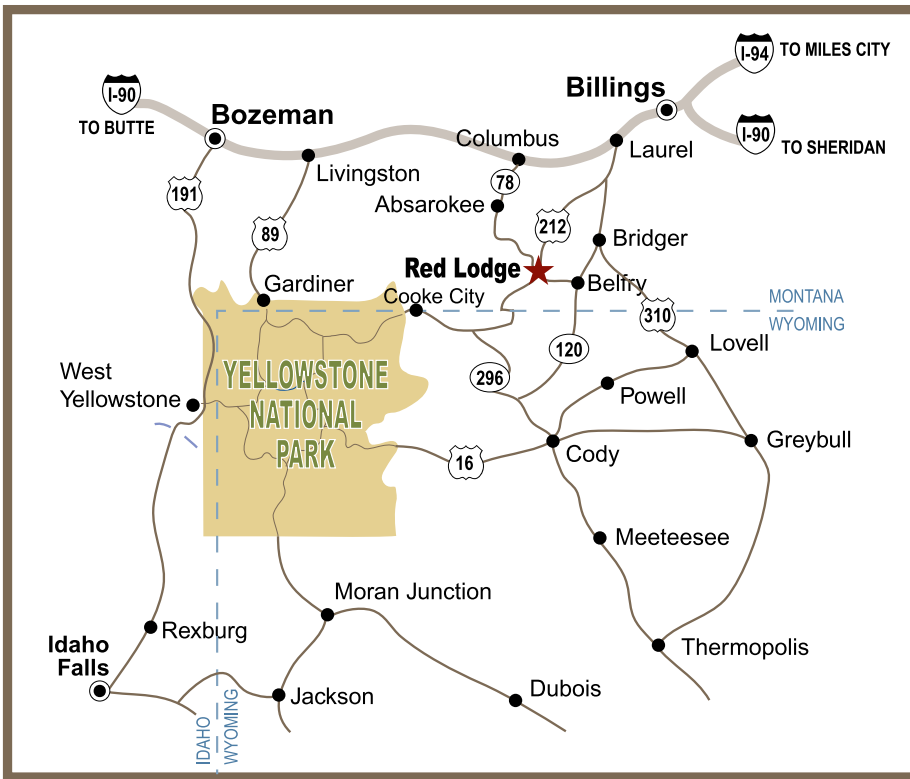 I-94
TO MILES CITY
Billings
I-90
TO BUTTE
Bozeman
I-90
TO SHERIDAN
Columbus
Laurel
Livingston
78
191
Absarokee
212
89
Bridger
Red Lodge
Gardiner
Belfry
Cooke City
MONTANA
WYOMING
310
Lovell
120
296
West
Yellowstone
YELLOWSTONE
NATIONAL
PARK
Powell
Greybull
Cody
16
Meeteesee
Moran Junction
Rexburg
Idaho
Falls
Thermopolis
Jackson
Dubois
IDAHO
WYOMING